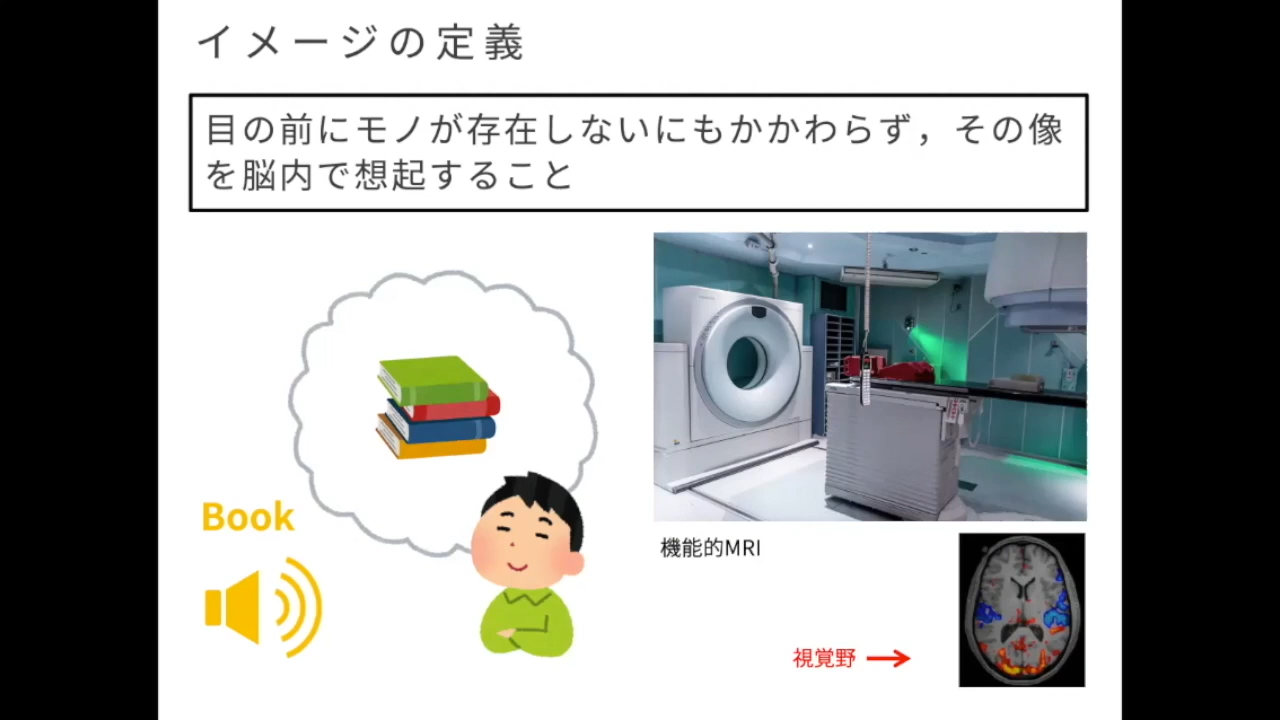 イメージの定義
目の前にモノが存在しないにもかかわらず，その像
を脳内で想起すること
Book
機能的MRI
視覚野